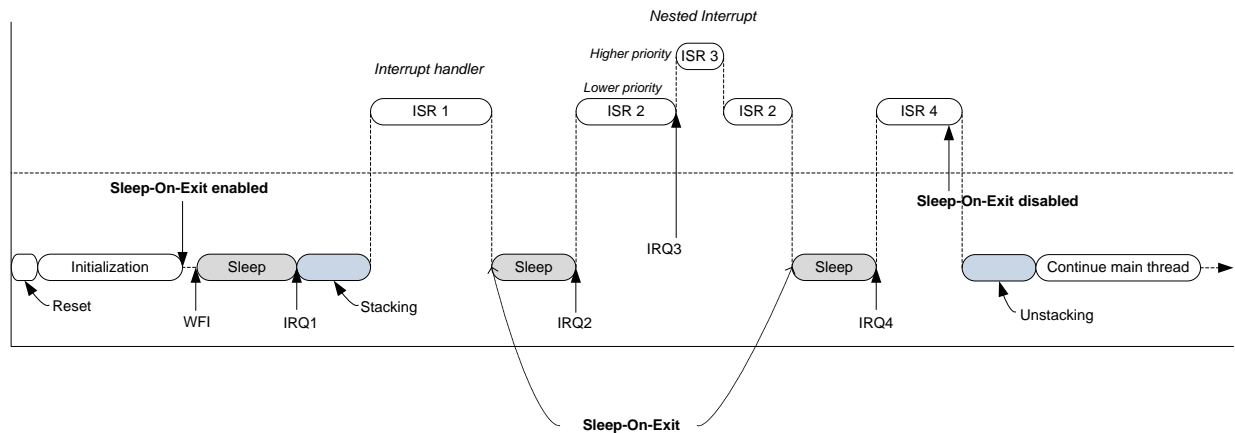 Nested Interrupt
Higher priority
ISR 3
Interrupt handler
Lower priority
ISR 1
ISR 2
ISR 2
ISR 4
Sleep-On-Exit enabled
Sleep-On-Exit disabled
IRQ3
Initialization
Sleep
Sleep
Sleep
Continue main thread
Reset
Stacking
Unstacking
WFI
IRQ1
IRQ2
IRQ4
Sleep-On-Exit